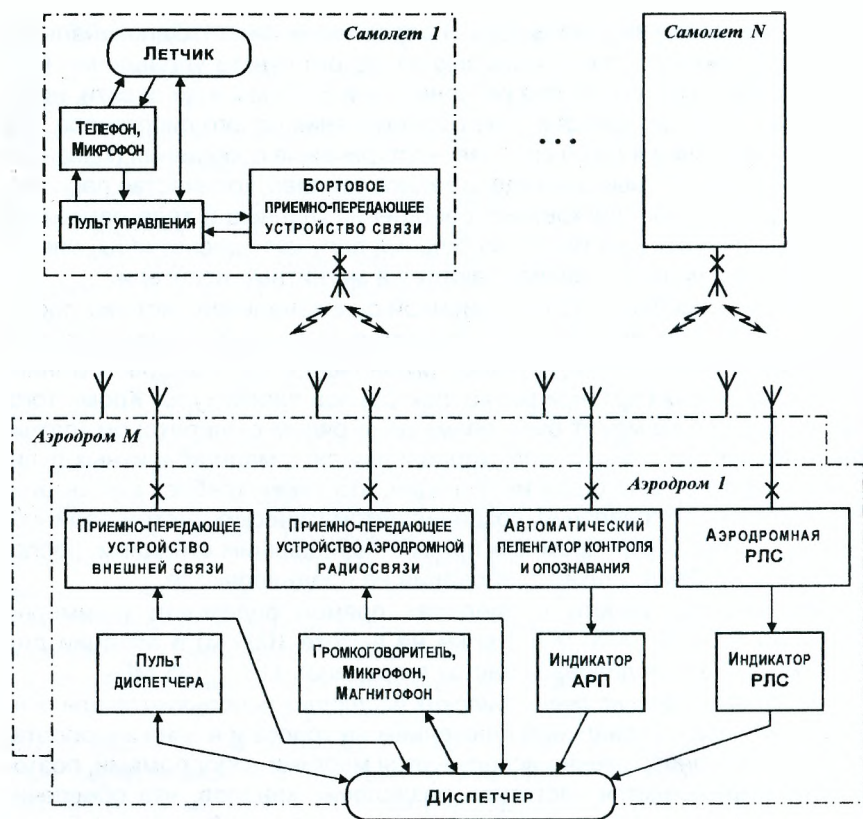 Самолет 1
Самолет N
ЛЕТЧИК
ТЕЛЕФОН,
МИКРОФОН
ПУЛЬТ УПРАВЛЕНИЯ
БОРТОВОЕ
ПРИЕМНО-ПЕРЕДАЮЩЕЕ
УСТРОЙСТВО СВЯЗИ
...
Аэродром M
Аэродром 1
ПРИЕМНО-ПЕРЕДАЮЩЕЕ
УСТРОЙСТВО
ВНЕШНЕЙ СВЯЗИ
ПРИЕМНО-ПЕРЕДАЮЩЕЕ
УСТРОЙСТВО АЭРОДРОМНОЙ
РАДИОСВЯЗИ
АВТОМАТИЧЕСКИЙ
ПЕЛЕНГАТОР КОНТРОЛЯ
И ОПОЗНАВАНИЯ
АЭРОДРОМНАЯ
РЛС
ПУЛЬТ
ДИСПЕТЧЕРА
ГРОМКОГОВОРИТЕЛЬ,
МИКРОФОН,
МАГНИТОФОН
ИНДИКАТОР
АРП
ИНДИКАТОР
РЛС
ДИСПЕТЧЕР